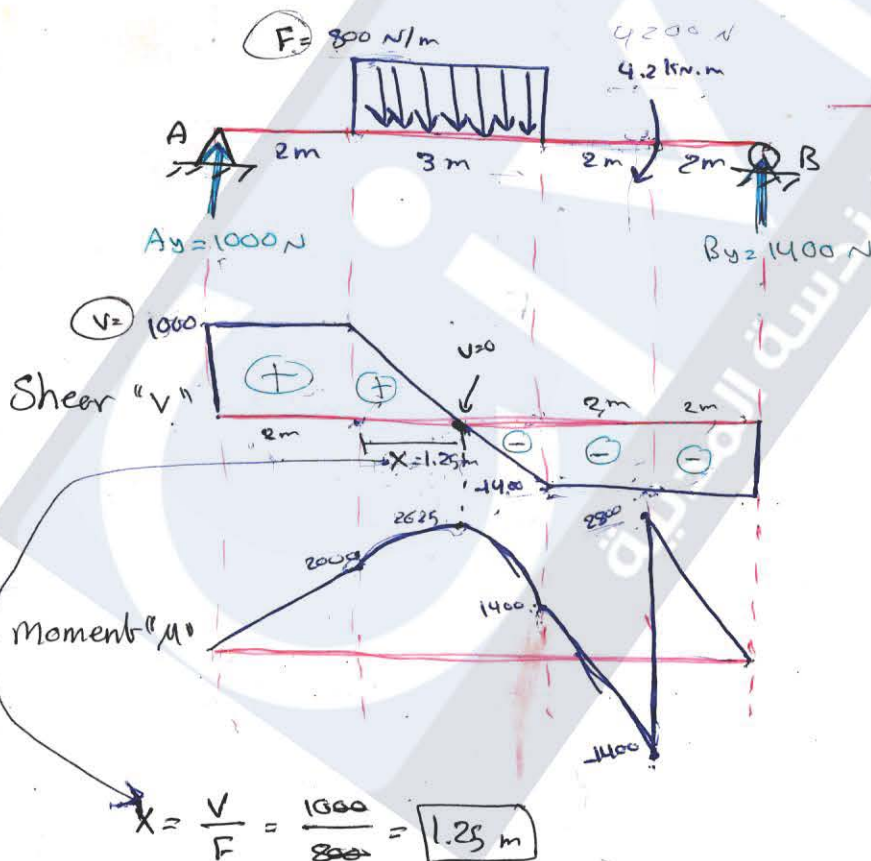 F= 800 N/m
4200 N
4.2 KN.m
A
2m
3 m
2m
2m
B
Ay=1000 N
By=1400 N
V= 1000
V=0
Shear "V"
+
+
2m
2m
2m
X=1.25m
-
-
-
-1400
2625
2800
2000
1400
moment "M"
-1400
X= V/F = 1000/800 = 1.25 m